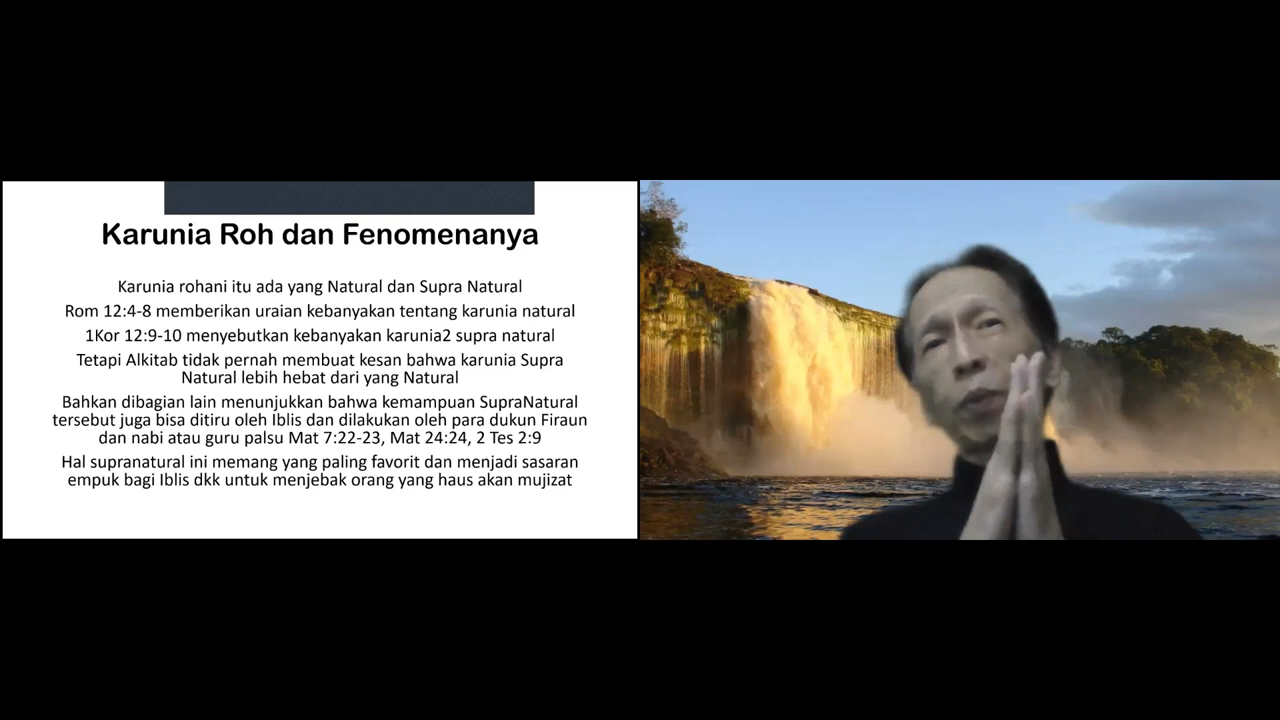 Karunia Roh dan Fenomenanya
Karunia rohani itu ada yang Natural dan Supra Natural
Rom 12:4-8 memberikan uraian kebanyakan tentang karunia natural
1Kor 12:9-10 menyebutkan kebanyakan karunia2 supra natural
Tetapi Alkitab tidak pernah membuat kesan bahwa karunia Supra
Natural lebih hebat dari yang Natural
Bahkan dibagian lain menunjukkan bahwa kemampuan SupraNatural
tersebut juga bisa ditiru oleh Iblis dan dilakukan oleh para dukun Firaun
dan nabi atau guru palsu Mat 7:22-23, Mat 24:24, 2 Tes 2:9
Hal supranatural ini memang yang paling favorit dan menjadi sasaran
empuk bagi Iblis dkk untuk menjebak orang yang haus akan mujizat